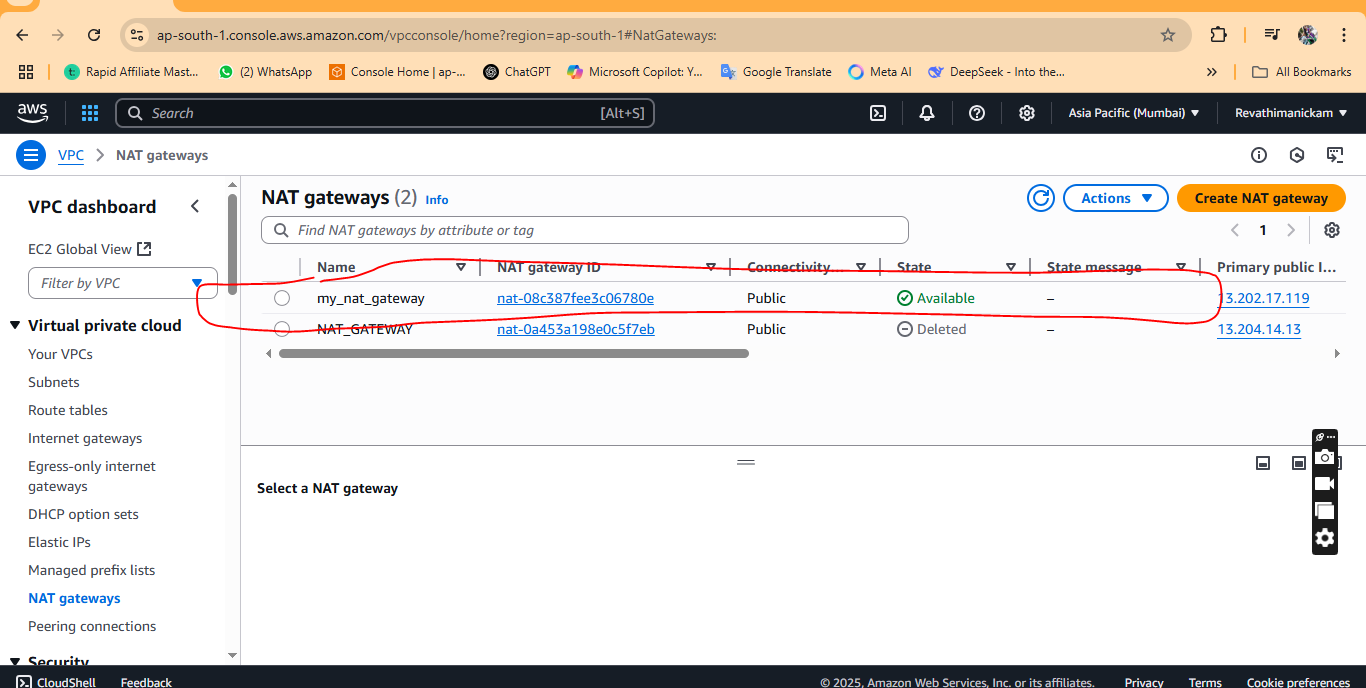 ap-south-1.console.aws.amazon.com/vpcconsole/home?region=ap-south-1#NatGateways:
Rapid Affiliate Mast... (2) WhatsApp Console Home | ap-... ChatGPT Microsoft Copilot: Y... Google Translate Meta AI DeepSeek - Into the... » All Bookmarks
aws Search [Alt+S] Asia Pacific (Mumbai) Revathimanickam
VPC NAT gateways
VPC dashboard
EC2 Global View
Filter by VPC
Virtual private cloud
Your VPCs
Subnets
Route tables
Internet gateways
Egress-only internet
gateways
DHCP option sets
Elastic IPs
Managed prefix lists
NAT gateways
Peering connections
Security
NAT gateways (2) Info
Actions Create NAT gateway
Find NAT gateways by attribute or tag
1
Name NAT gateway ID Connectivity State State message Primary public I...
my_nat_gateway nat-08c387fee3c06780e Public Available – 13.202.17.119
NAT_GATEWAY nat-0a453a198e0c5f7eb Public Deleted – 13.204.14.13
Select a NAT gateway
CloudShell Feedback © 2025, Amazon Web Services, Inc. or its affiliates. Privacy Terms Cookie preferences